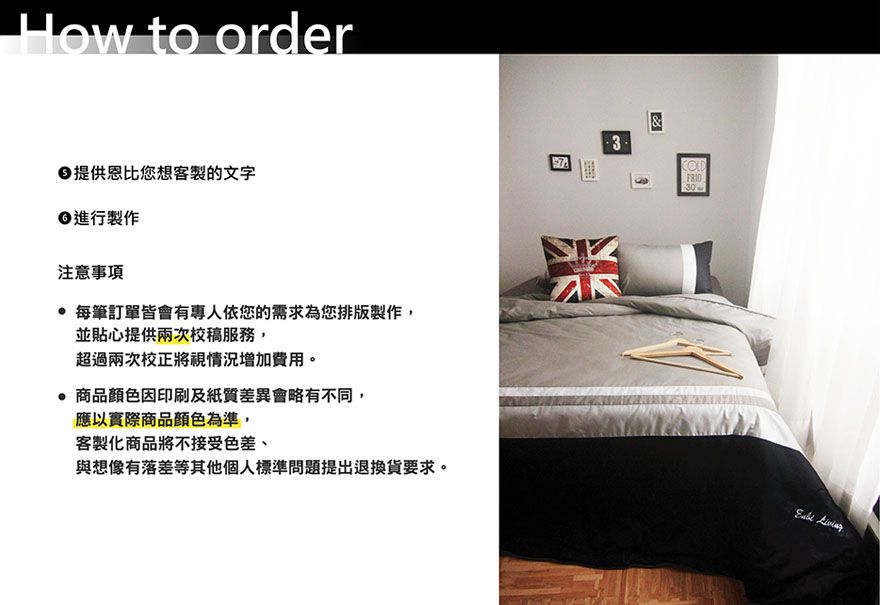 How to order
❺提供恩比您想客製的文字
❻進行製作
注意事項
● 每筆訂單皆會有專人依您的需求為您排版製作，
並貼心提供兩次校稿服務，
超過兩次校正將視情況增加費用。
● 商品顏色因印刷及紙質差異會略有不同，
應以實際商品顏色為準，
客製化商品將不接受色差、
與想像有落差等其他個人標準問題提出退換貨要求。
&
3
COLD
FRIO
30
Enbi Living